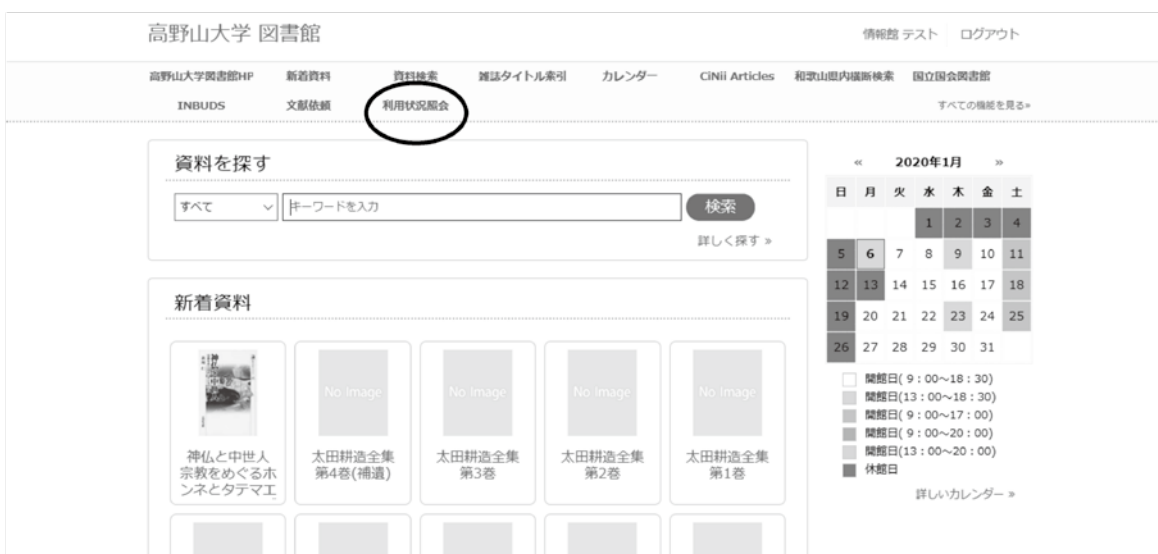 高野山大学 図書館
情報館 テスト ログアウト
高野山大学図書館HP 新着資料 資料検索 雑誌タイトル索引 カレンダー CiNii Articles 和歌山県内横断検索 国立国会図書館
INBUDS 文献依頼 利用状況照会 すべての機能を見る»
資料を探す
すべて キーワードを入力 検索
詳しく探す »
新着資料
No Image No Image No Image No Image
神仏と中世人
宗教をめぐるホ
ンネとタテマエ
太田耕造全集
第4巻(補遺)
太田耕造全集
第3巻
太田耕造全集
第2巻
太田耕造全集
第1巻
« 2020年1月 »
日 月 火 水 木 金 土
1 2 3 4
5 6 7 8 9 10 11
12 13 14 15 16 17 18
19 20 21 22 23 24 25
26 27 28 29 30 31
開館日( 9：00～18：30)
開館日(13：00～18：30)
開館日( 9：00～17：00)
開館日( 9：00～20：00)
開館日(13：00～20：00)
休館日
詳しいカレンダー »